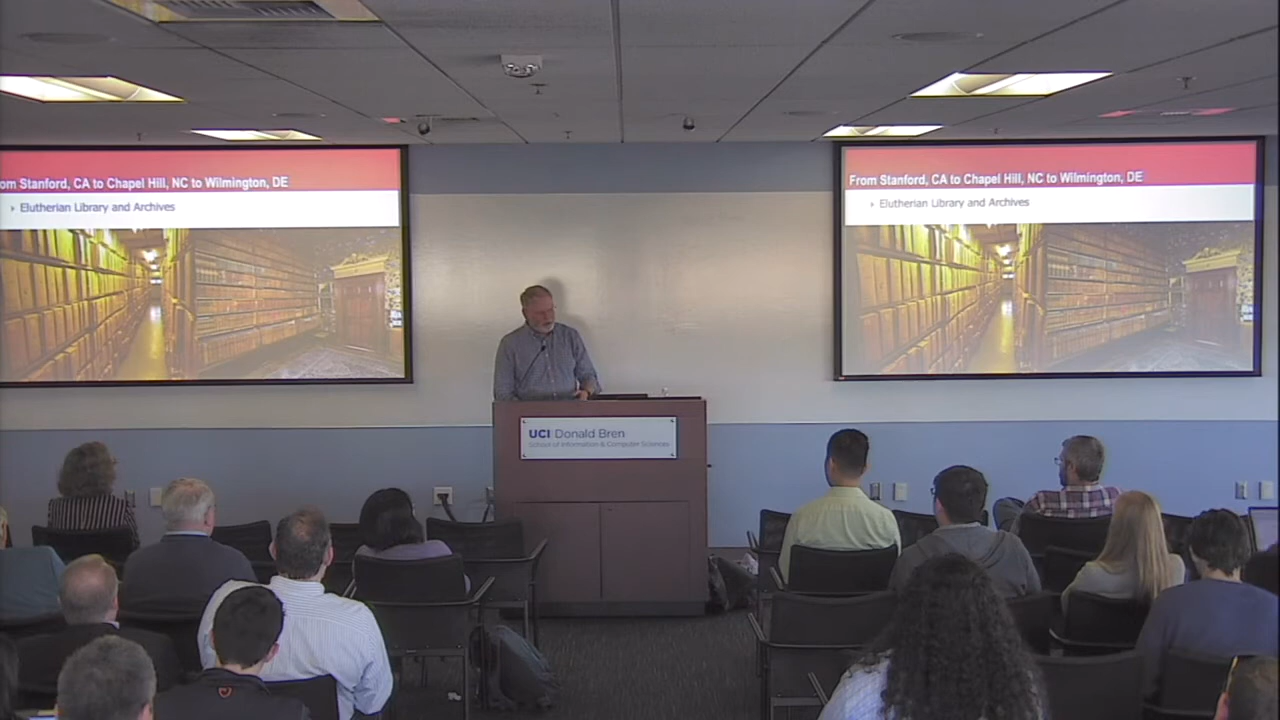 om Stanford, CA to Chapel Hill, NC to Wilmington, DE
Elutherian Library and Archives
From Stanford, CA to Chapel Hill, NC to Wilmington, DE
Elutherian Library and Archives
UCI Donald Bren
School of Information & Computer Sciences